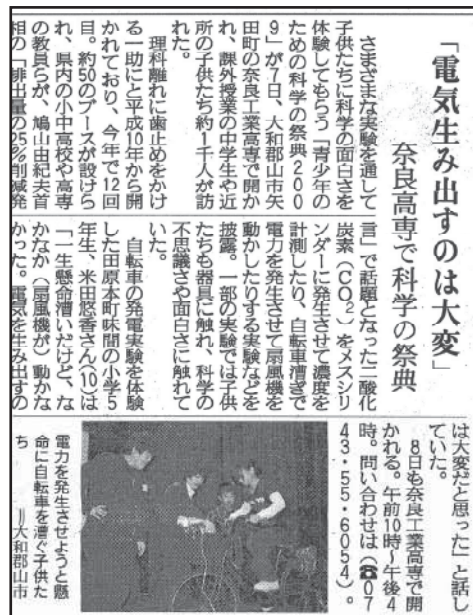 「電気生み出すのは大変」
奈良高専で科学の祭典
さまざまな実験を通して
子供たちに科学の面白さを
体験してもらう「青少年の
ための科学の祭典200
9」が7日、大和郡山市矢
田町の奈良工業高専で開か
れ、課外授業の中学生や近
所の子供たち約1千人が訪
れた。
理科離れに歯止めをかけ
る一助にと平成10年から開
かれており、今年で12回
目。約50のブースが設けら
れ、県内の小中高校や高専
の教員らが、鳩山由紀夫首
相の「排出量の25%削減発
言」で話題となった二酸化
炭素(CO₂)をメスシリ
ンダーに発生させて濃度を
計測したり、自転車漕ぎで
電力を発生させて扇風機を
動かしたりする実験などを
披露。一部の実験では子供
たちも器具に触れ、科学の
不思議さや面白さに触れて
いた。
自転車の発電実験を体験
した田原本町味間の小学5
年生、米田悠香さん(10)は
「一生懸命漕いだけど、な
かなか(扇風機が)動かな
かった。電気を生み出すの
は大変だと思った」と話し
ていた。
8日も奈良工業高専で開
かれる。午前10時〜午後4
時。問い合わせは(☎07
43・55・6054)。
電力を発生させようと懸
命に自転車を漕ぐ子供た
ち =大和郡山市